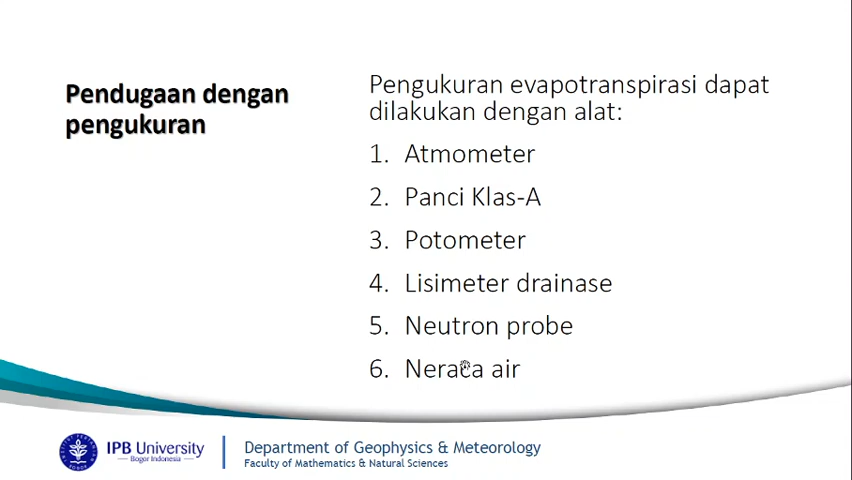 Pendugaan dengan
pengukuran
Pengukuran evapotranspirasi dapat
dilakukan dengan alat:
1. Atmometer
2. Panci Klas-A
3. Potometer
4. Lisimeter drainase
5. Neutron probe
6. Neraca air
IPB University
Bogor Indonesia
Department of Geophysics & Meteorology
Faculty of Mathematics & Natural Sciences